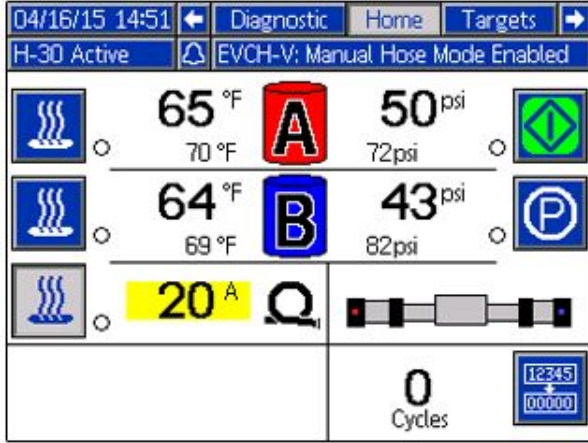 04/16/15 14:51 Diagnostic Home Targets
H-30 Active EVCH-V: Manual Hose Mode Enabled
65 °F A 50 psi
70 °F 72psi
64 °F B 43 psi
69 °F 82psi P
20 A
0 12345
Cycles 00000